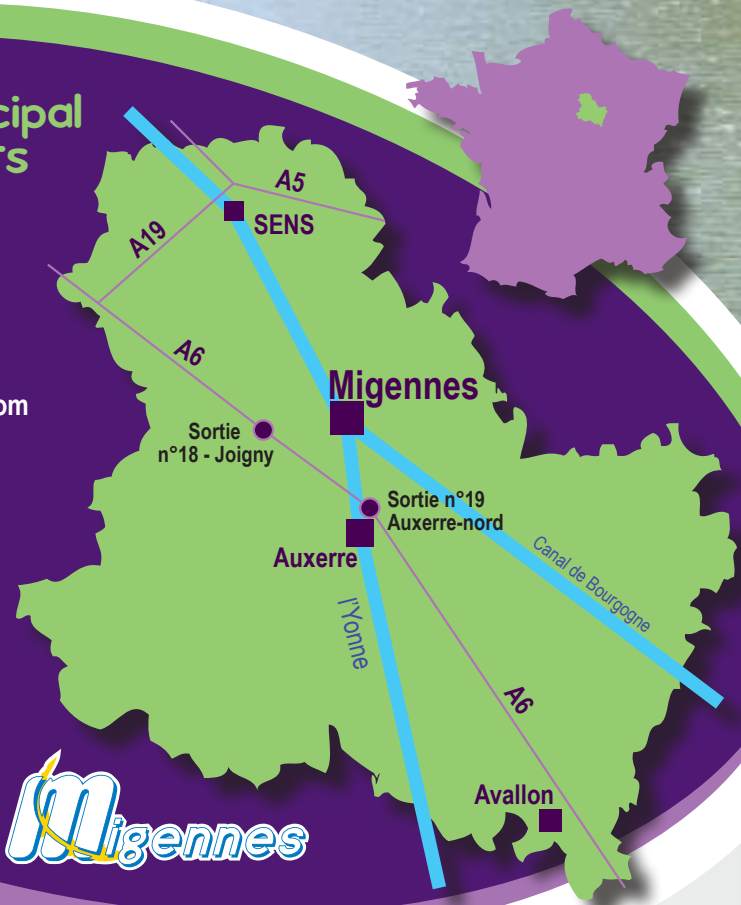 cipal
rs
om
A5
SENS
A19
A6
Migennes
Sortie
n°18 - Joigny
Sortie n°19
Auxerre-nord
Auxerre
Canal de Bourgogne
l'Yonne
A6
Avallon
Migennes